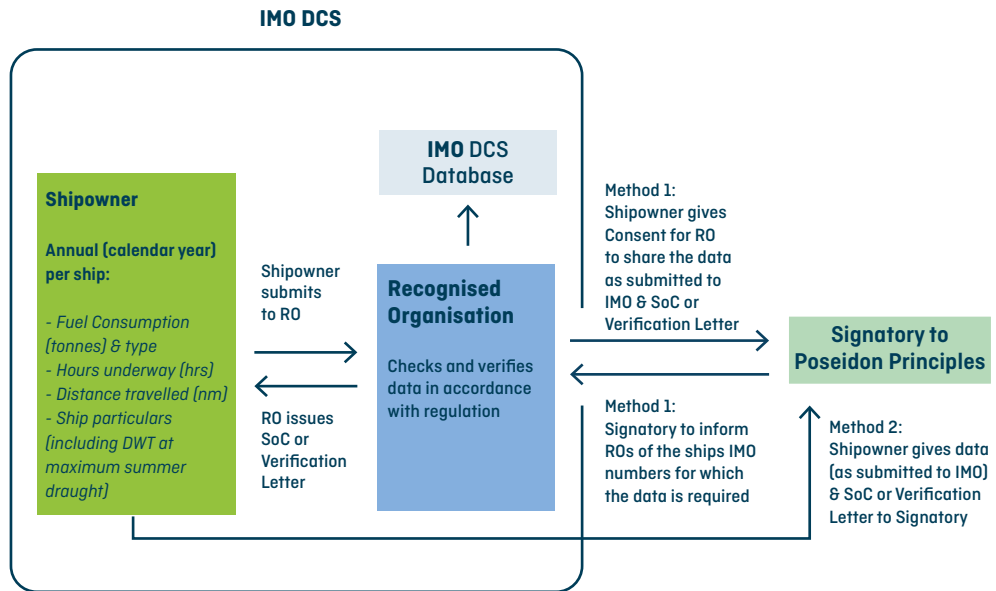 IMO DCS
Shipowner
Annual (calendar year)
per ship:
- Fuel Consumption
(tonnes) & type
- Hours underway (hrs)
- Distance travelled (nm)
- Ship particulars
(including DWT at
maximum summer
draught)
Shipowner
submits
to RO
RO issues
SoC or
Verification
Letter
IMO DCS
Database
Recognised
Organisation
Checks and verifies
data in accordance
with regulation
Method 1:
Shipowner gives
Consent for RO
to share the data
as submitted to
IMO & SoC or
Verification Letter
Method 1:
Signatory to inform
ROs of the ships IMO
numbers for which
the data is required
Signatory to
Poseidon Principles
Method 2:
Shipowner gives data
(as submitted to IMO)
& SoC or Verification
Letter to Signatory